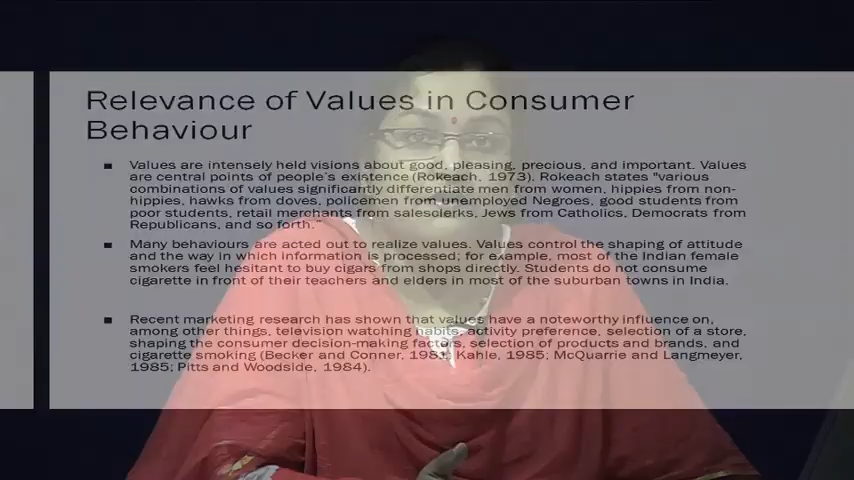 Relevance of Values in Consumer
Behaviour
Values are intensely held visions about good, pleasing, precious, and important. Values
are central points of people's existence (Rokeach, 1973). Rokeach states "various
combinations of values significantly differentiate men from women, hippies from non-
hippies, hawks from doves, policemen from unemployed Negroes, good students from
poor students, retail merchants from salesclerks, Jews from Catholics, Democrats from
Republicans, and so forth."
Many behaviours are acted out to realize values. Values control the shaping of attitude
and the way in which information is processed; for example, most of the Indian female
smokers feel hesitant to buy cigars from shops directly. Students do not consume
cigarette in front of their teachers and elders in most of the suburban towns in India.
Recent marketing research has shown that values have a noteworthy influence on,
among other things, television watching habits, activity preference, selection of a store,
shaping the consumer decision-making factors, selection of products and brands, and
cigarette smoking (Becker and Conner, 1981; Kahle, 1985; McQuarrie and Langmeyer,
1985; Pitts and Woodside, 1984).